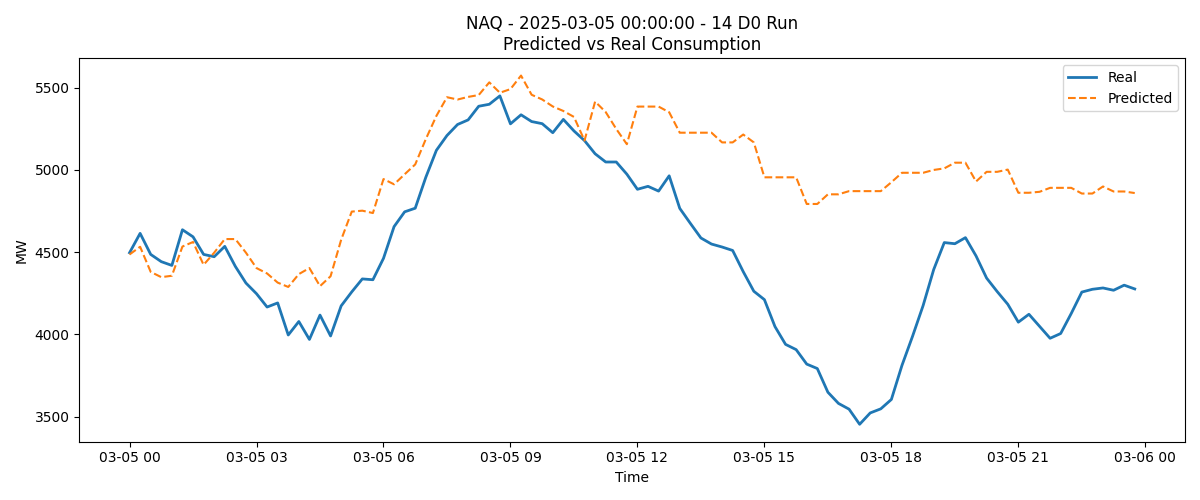 NAQ - 2025-03-05 00:00:00 - 14 D0 Run
Predicted vs Real Consumption
Real
Predicted
MW
5500
5000
4500
4000
3500
03-05 00
03-05 03
03-05 06
03-05 09
03-05 12
03-05 15
03-05 18
03-05 21
03-06 00
Time